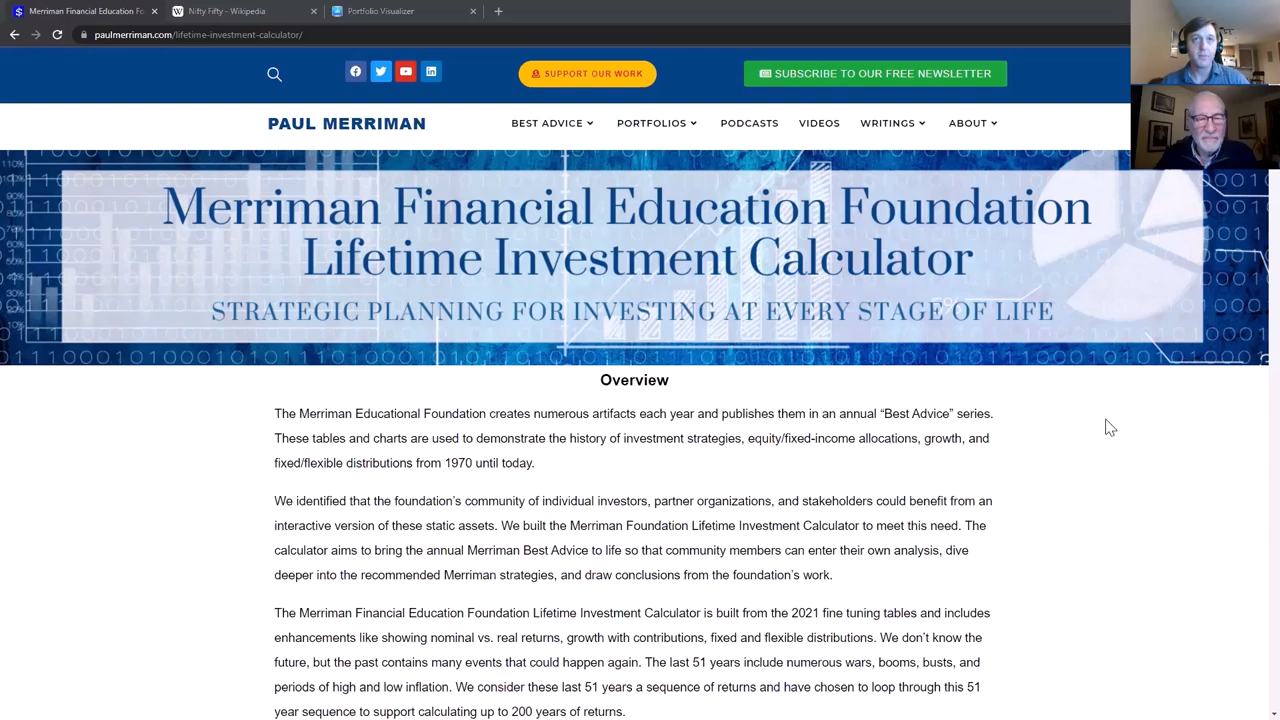 Merriman Financial Education Fo
Nifty Fifty - Wikipedia
Portfolio Visualizer
paulmerriman.com/lifetime-investment-calculator/
SUPPORT OUR WORK
SUBSCRIBE TO OUR FREE NEWSLETTER
PAUL MERRIMAN
BEST ADVICE
PORTFOLIOS
PODCASTS
VIDEOS
WRITINGS
ABOUT
Merriman Financial Education Foundation
Lifetime Investment Calculator
STRATEGIC PLANNING FOR INVESTING AT EVERY STAGE OF LIFE
Overview
The Merriman Educational Foundation creates numerous artifacts each year and publishes them in an annual “Best Advice” series.
These tables and charts are used to demonstrate the history of investment strategies, equity/fixed-income allocations, growth, and
fixed/flexible distributions from 1970 until today.
We identified that the foundation’s community of individual investors, partner organizations, and stakeholders could benefit from an
interactive version of these static assets. We built the Merriman Foundation Lifetime Investment Calculator to meet this need. The
calculator aims to bring the annual Merriman Best Advice to life so that community members can enter their own analysis, dive
deeper into the recommended Merriman strategies, and draw conclusions from the foundation’s work.
The Merriman Financial Education Foundation Lifetime Investment Calculator is built from the 2021 fine tuning tables and includes
enhancements like showing nominal vs. real returns, growth with contributions, fixed and flexible distributions. We don’t know the
future, but the past contains many events that could happen again. The last 51 years include numerous wars, booms, busts, and
periods of high and low inflation. We consider these last 51 years a sequence of returns and have chosen to loop through this 51
year sequence to support calculating up to 200 years of returns.